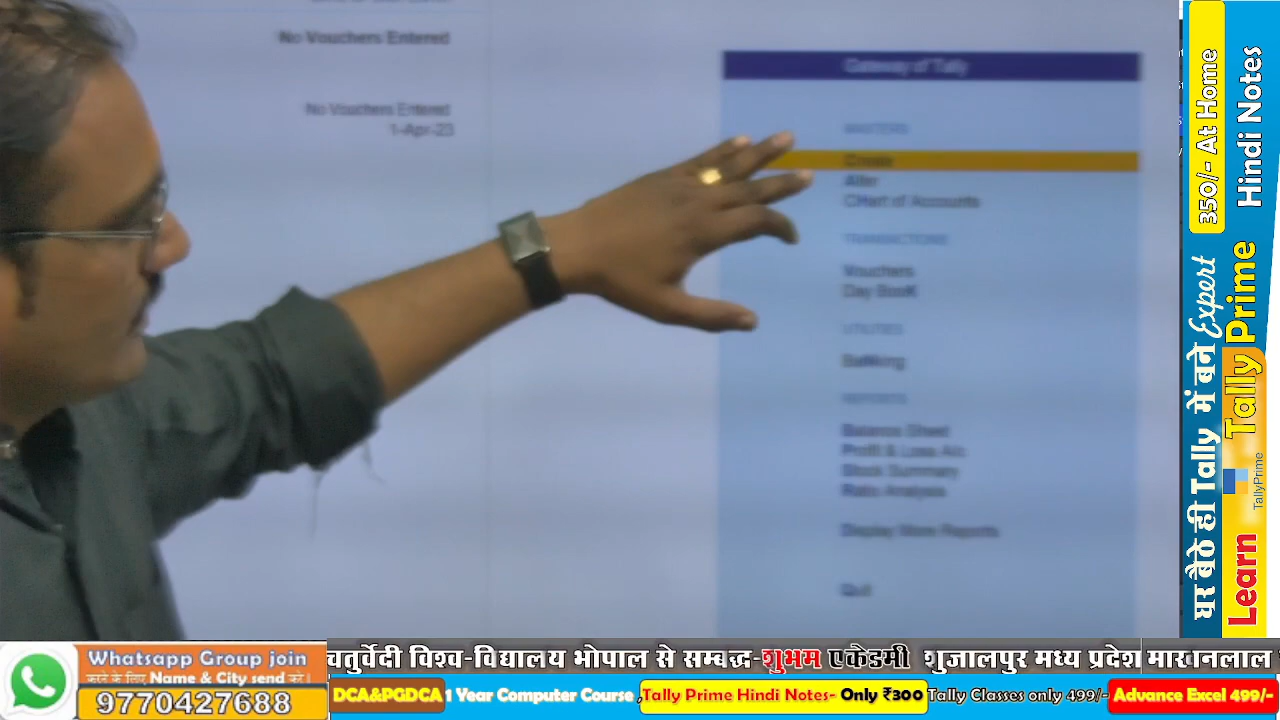 No Vouchers Entered
No Vouchers Entered
1-Apr-23
Gateway of Tally
MASTERS
Create
Alter
CHart of Accounts
TRANSACTIONS
Vouchers
Day BooK
UTILITIES
BaNking
REPORTS
Balance Sheet
Profit & Loss A/c
Stock Summary
Ratio Analysis
Display More Reports
Quit
घर बैठे ही Tally में बने Expert
350/- At Home
Learn TallyPrime Hindi Notes
TallyPrime
Whatsapp Group join
करने के लिए Name & City send करे।
9770427688
चतुर्वेदी विश्व-विद्यालय भोपाल से सम्बद्ध-शुभम एकेडमी शुजालपुर मध्य प्रदेश माखनलाल
DCA&PGDCA 1 Year Computer Course ,Tally Prime Hindi Notes- Only ₹300 Tally Classes only 499/- Advance Excel 499/-